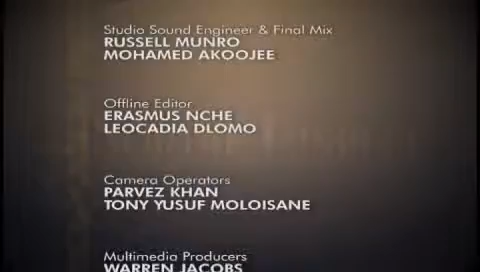 Studio Sound Engineer & Final Mix
RUSSELL MUNRO
MOHAMED AKOOJEE
Offline Editor
ERASMUS NCHE
LEOCADIA DLOMO
Camera Operators
PARVEZ KHAN
TONY YUSUF MOLOISANE
Multimedia Producers
WARREN JACOBS